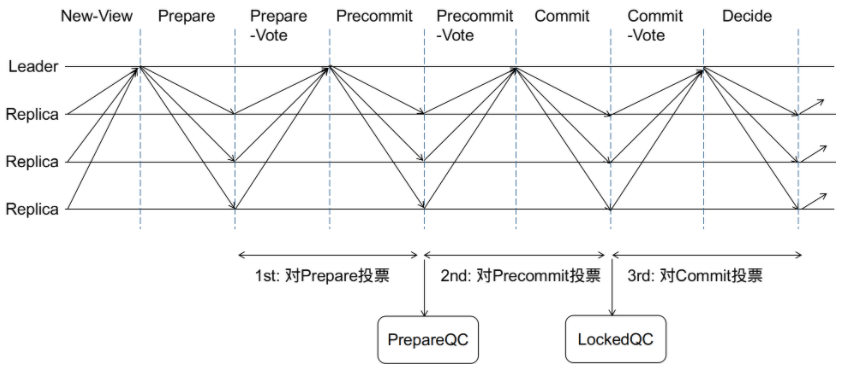 New-View Prepare Prepare Precommit Precommit Commit Commit Decide
-Vote -Vote -Vote
Leader
Replica
Replica
Replica
1st: 对Prepare投票 2nd: 对Precommit投票 3rd: 对Commit投票
PrepareQC LockedQC